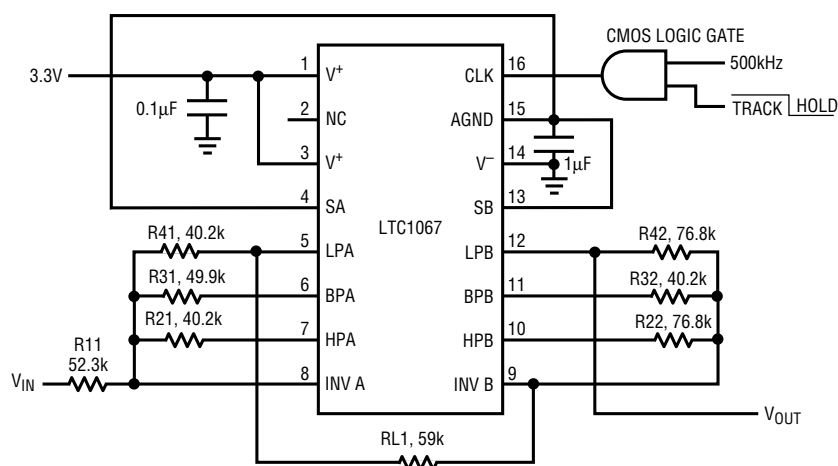 CMOS LOGIC GATE
500kHz
TRACK HOLD
3.3V
0.1µF
1µF
LTC1067
1 V+
2 NC
3 V+
4 SA
5 LPA
6 BPA
7 HPA
8 INV A
16 CLK
15 AGND
14 V–
13 SB
12 LPB
11 BPB
10 HPB
9 INV B
R41, 40.2k
R31, 49.9k
R21, 40.2k
R11
52.3k
VIN
R42, 76.8k
R32, 40.2k
R22, 76.8k
VOUT
RL1, 59k